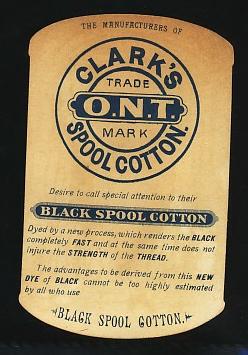 THE MANUFACTURERS OF
CLARK'S
TRADE
O.N.T.
MARK
SPOOL COTTON.
Desire to call special attention to their
BLACK SPOOL COTTON
Dyed by a new process, which renders the BLACK
completely FAST and at the same time does not
injure the STRENGTH of the THREAD.
The advantages to be derived from this NEW
DYE of BLACK cannot be too highly estimated
by all who use
BLACK SPOOL COTTON.